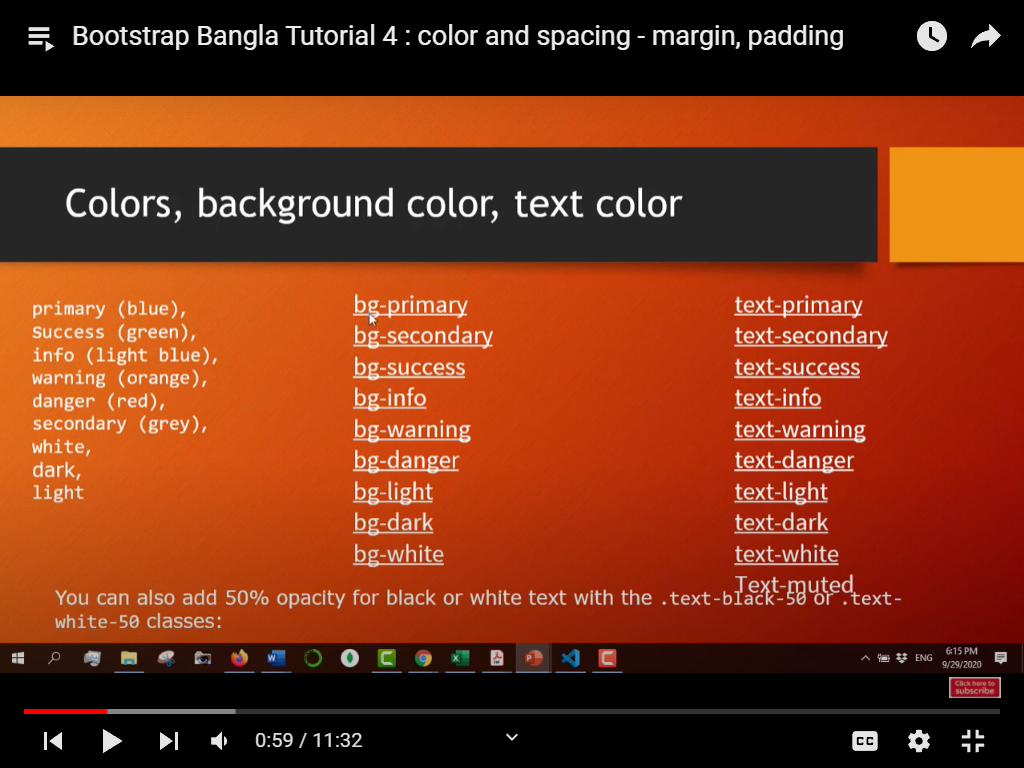 Bootstrap Bangla Tutorial 4 : color and spacing - margin, padding
Colors, background color, text color
primary (blue),
Success (green),
info (light blue),
warning (orange),
danger (red),
secondary (grey),
white,
dark,
light
bg-primary
bg-secondary
bg-success
bg-info
bg-warning
bg-danger
bg-light
bg-dark
bg-white
text-primary
text-secondary
text-success
text-info
text-warning
text-danger
text-light
text-dark
text-white
Text-muted
You can also add 50% opacity for black or white text with the .text-black-50 or .text-
white-50 classes:
ENG
6:15 PM
9/29/2020
Click here to
subscribe
0:59 / 11:32
CC